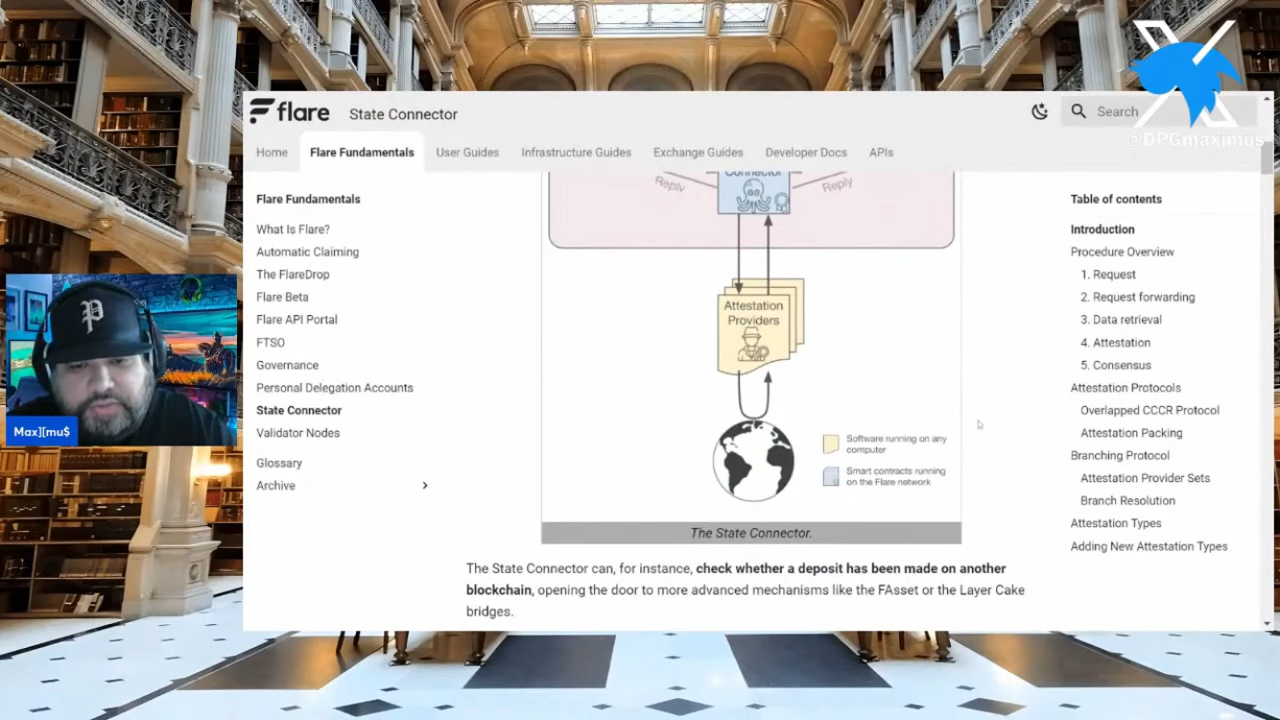 flare
State Connector
Search
@DPGmaximus
Home
Flare Fundamentals
User Guides
Infrastructure Guides
Exchange Guides
Developer Docs
APIs
Flare Fundamentals
What Is Flare?
Automatic Claiming
The FlareDrop
Flare Beta
Flare API Portal
FTSO
Governance
Personal Delegation Accounts
State Connector
Validator Nodes
Glossary
Archive
Connector
Reply
Reply
Attestation
Providers
Software running on any
computer
Smart contracts running
on the Flare network
The State Connector.
The State Connector can, for instance, check whether a deposit has been made on another
blockchain, opening the door to more advanced mechanisms like the FAsset or the Layer Cake
bridges.
Table of contents
Introduction
Procedure Overview
1. Request
2. Request forwarding
3. Data retrieval
4. Attestation
5. Consensus
Attestation Protocols
Overlapped CCCR Protocol
Attestation Packing
Branching Protocol
Attestation Provider Sets
Branch Resolution
Attestation Types
Adding New Attestation Types
P
Max][mu$